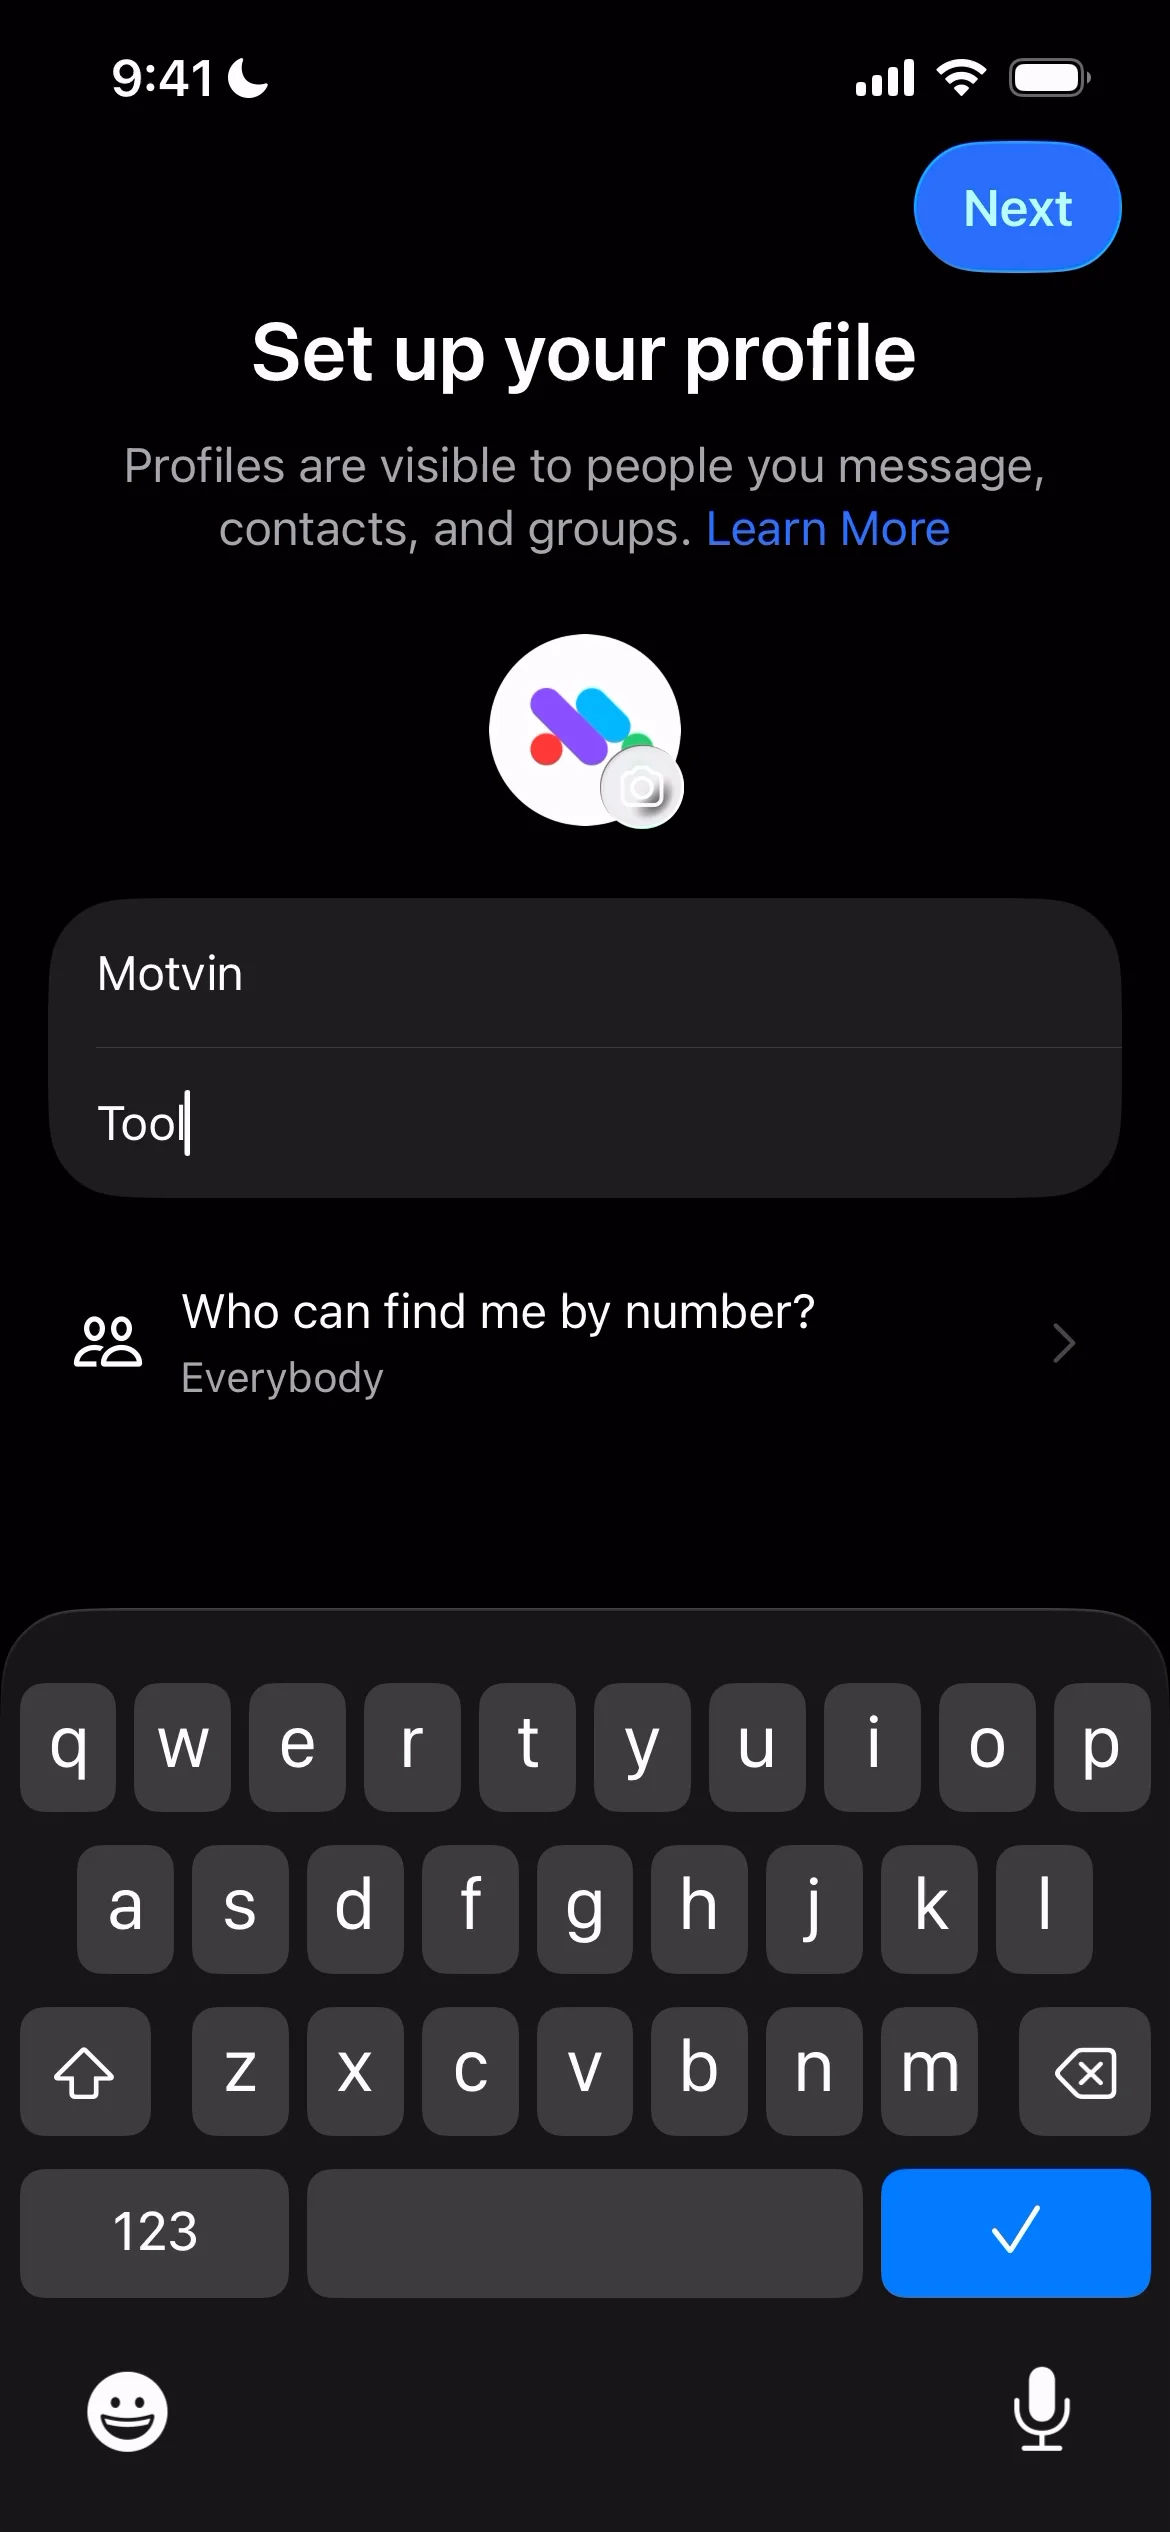 9:41
Next
Set up your profile
Profiles are visible to people you message,
contacts, and groups. Learn More
Motvin
Tool
Who can find me by number?
Everybody
q w e r t y u i o p
a s d f g h j k l
z x c v b n m
123